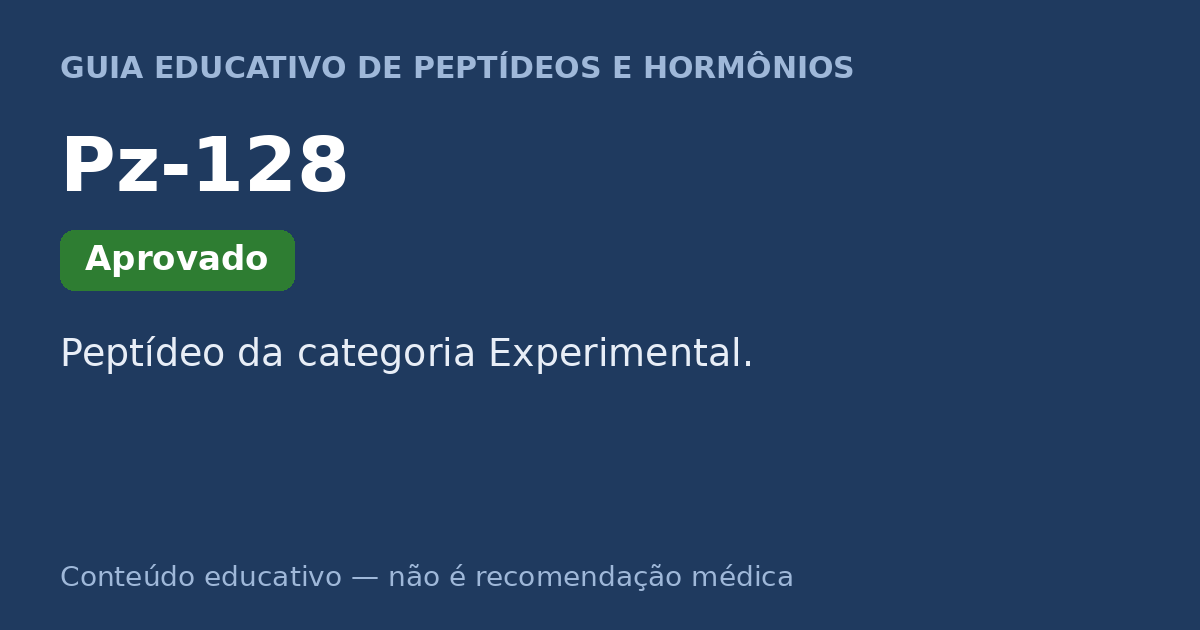 GUIA EDUCATIVO DE PEPTÍDEOS E HORMÔNIOS
Pz-128
Aprovado
Peptídeo da categoria Experimental.
Conteúdo educativo — não é recomendação médica